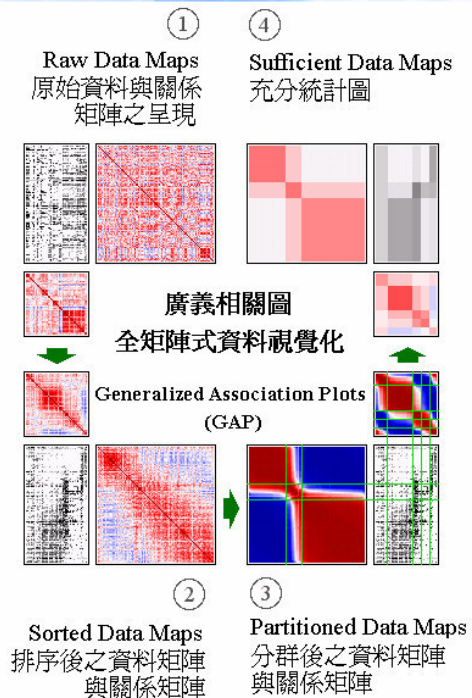 ①
Raw Data Maps
原始資料與關係
矩陣之呈現
④
Sufficient Data Maps
充分統計圖
廣義相關圖
全矩陣式資料視覺化
Generalized Association Plots
(GAP)
②
Sorted Data Maps
排序後之資料矩陣
與關係矩陣
③
Partitioned Data Maps
分群後之資料矩陣
與關係矩陣